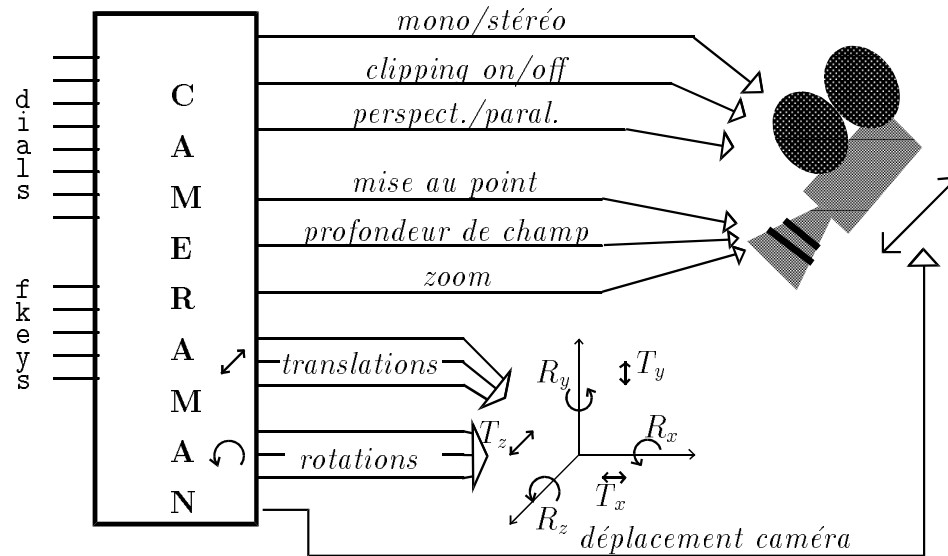 mono/stéréo
clipping on/off
perspect./paral.
mise au point
profondeur de champ
zoom
dials
fkeys
CAMERAMAN
translations
rotations
R_y
T_y
T_z
R_x
T_x
R_z
déplacement caméra